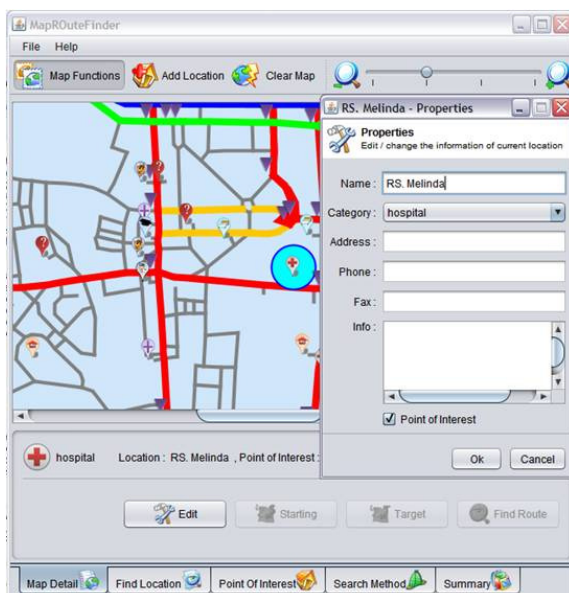 MapROuteFinder
File Help
Map Functions Add Location Clear Map
RS. Melinda - Properties
Properties
Edit / change the information of current location
Name : RS. Melinda
Category : hospital
Address :
Phone :
Fax :
Info :
Point of Interest
Ok Cancel
hospital Location : RS. Melinda , Point of Interest :
Edit Starting Target Find Route
Map Detail Find Location Point Of Interest Search Method Summary